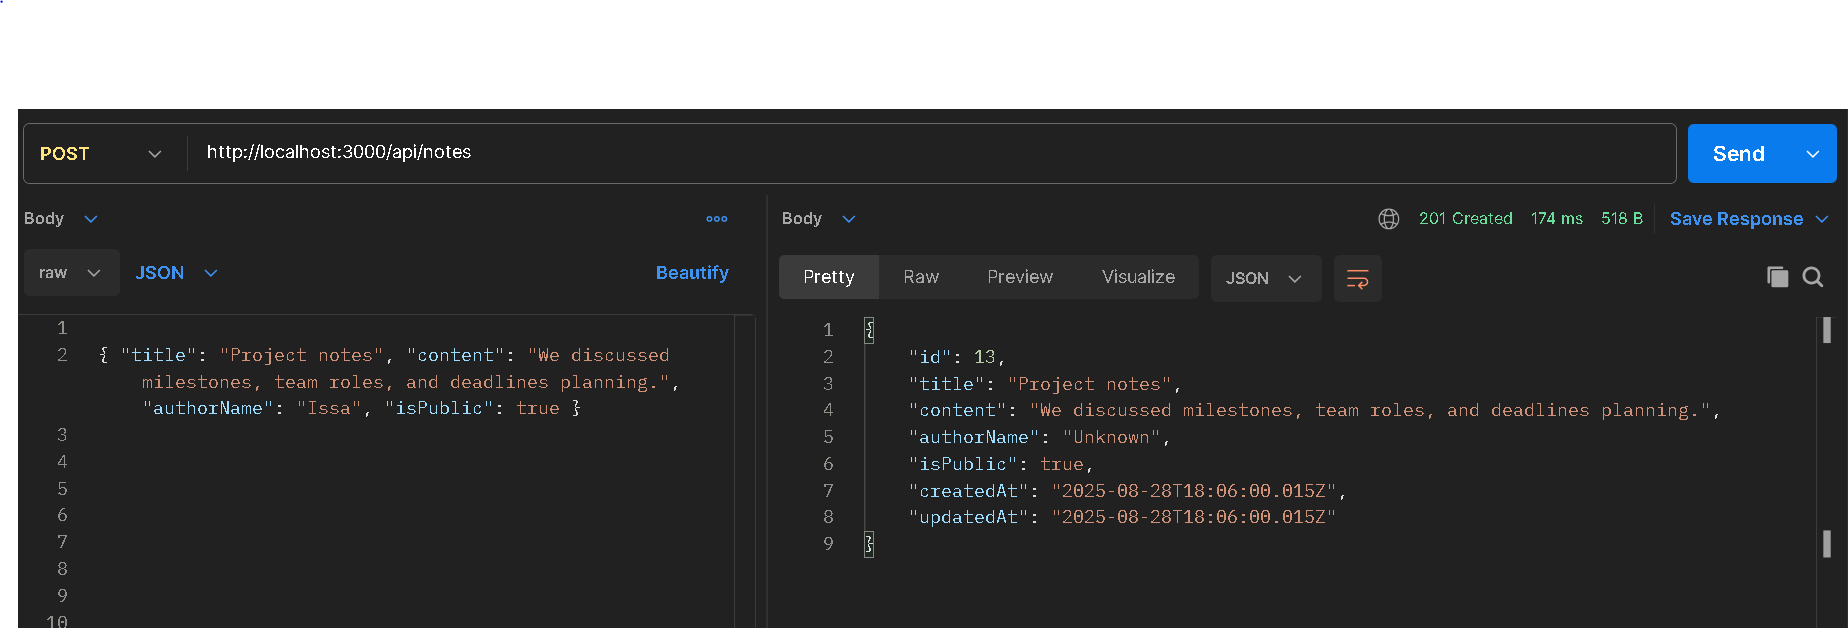 POST http://localhost:3000/api/notes Send
Body Body 201 Created 174 ms 518 B Save Response
raw JSON Beautify
Pretty Raw Preview Visualize JSON
1
2 { "title": "Project notes", "content": "We discussed
milestones, team roles, and deadlines planning.",
"authorName": "Issa", "isPublic": true }
3
4
5
6
7
8
9
10
1 {
2 "id": 13,
3 "title": "Project notes",
4 "content": "We discussed milestones, team roles, and deadlines planning.",
5 "authorName": "Unknown",
6 "isPublic": true,
7 "createdAt": "2025-08-28T18:06:00.015Z",
8 "updatedAt": "2025-08-28T18:06:00.015Z"
9 }